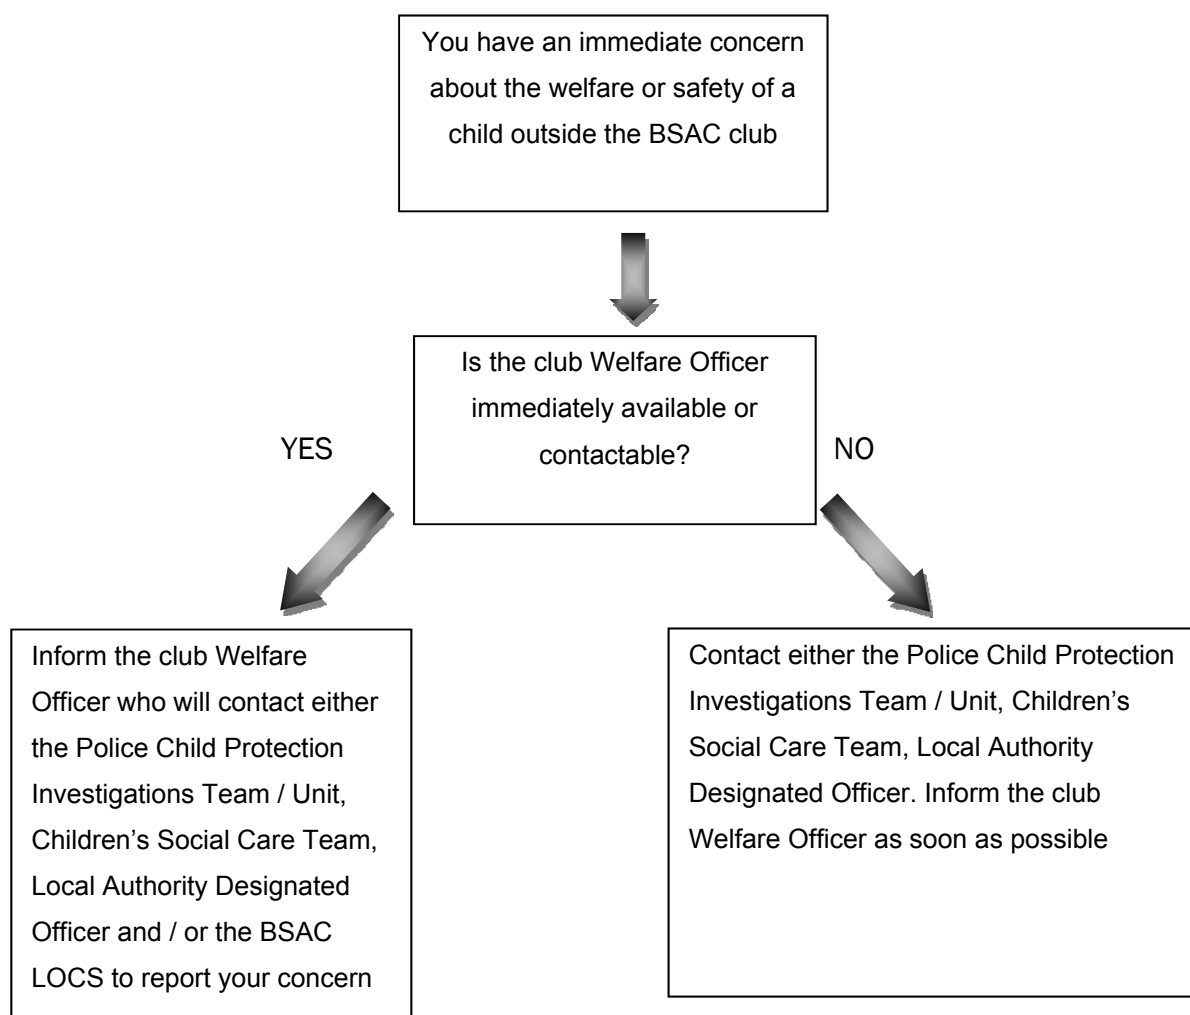 You have an immediate concern
about the welfare or safety of a
child outside the BSAC club
Is the club Welfare Officer
immediately available or
contactable?
YES
NO
Inform the club Welfare
Officer who will contact either
the Police Child Protection
Investigations Team / Unit,
Children’s Social Care Team,
Local Authority Designated
Officer and / or the BSAC
LOCS to report your concern
Contact either the Police Child Protection
Investigations Team / Unit, Children’s
Social Care Team, Local Authority
Designated Officer. Inform the club
Welfare Officer as soon as possible